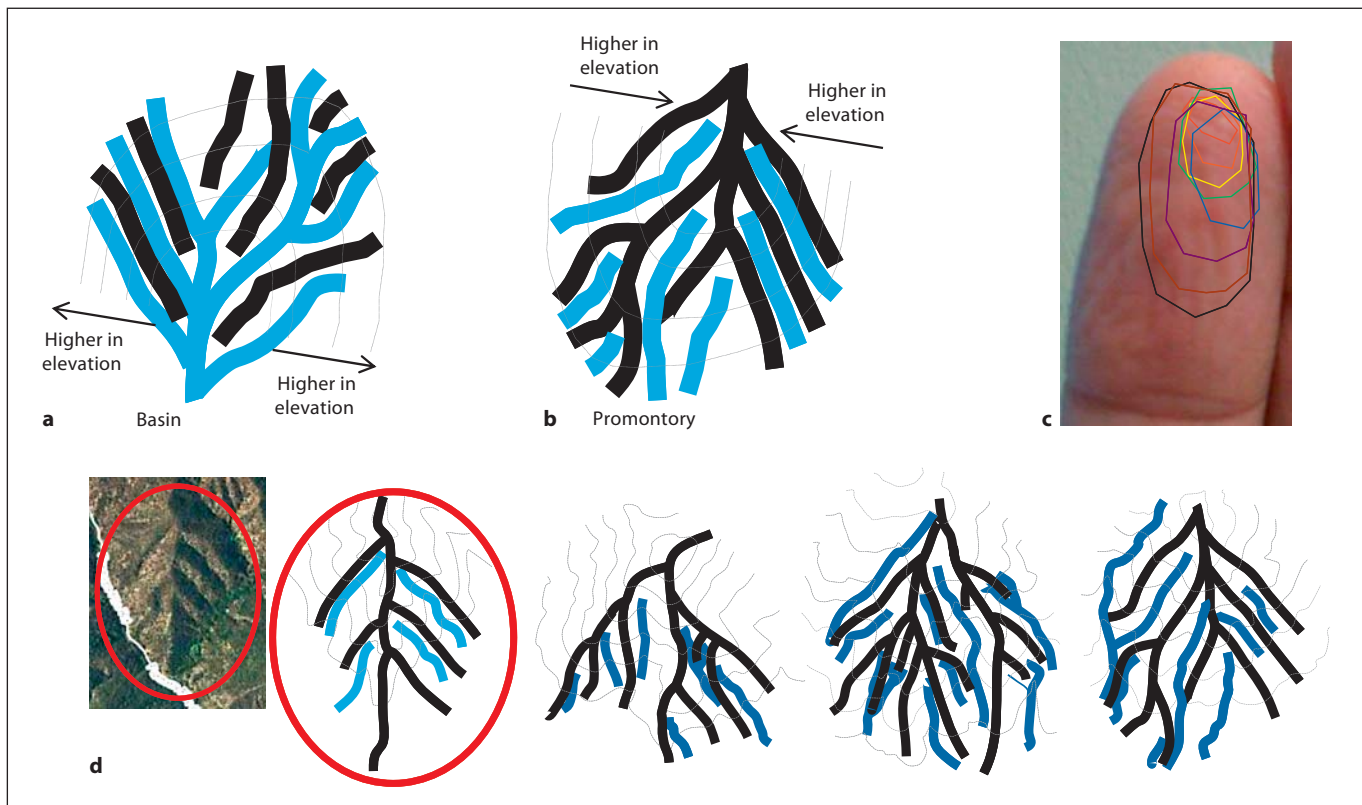 Higher in
elevation
Higher in
elevation
a
Basin
Higher in
elevation
Higher in
elevation
b
Promontory
c
d